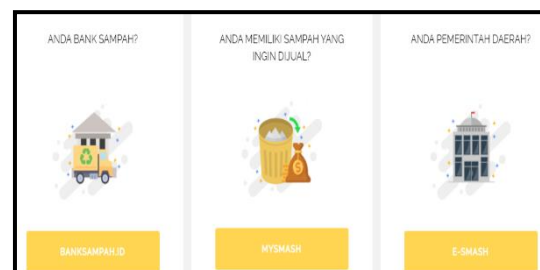 ANDA BANK SAMPAH?
ANDA MEMILIKI SAMPAH YANG
INGIN DIJUAL?
ANDA PEMERINTAH DAERAH?
BANKSAMPAH.ID
MYSMASH
E-SMASH